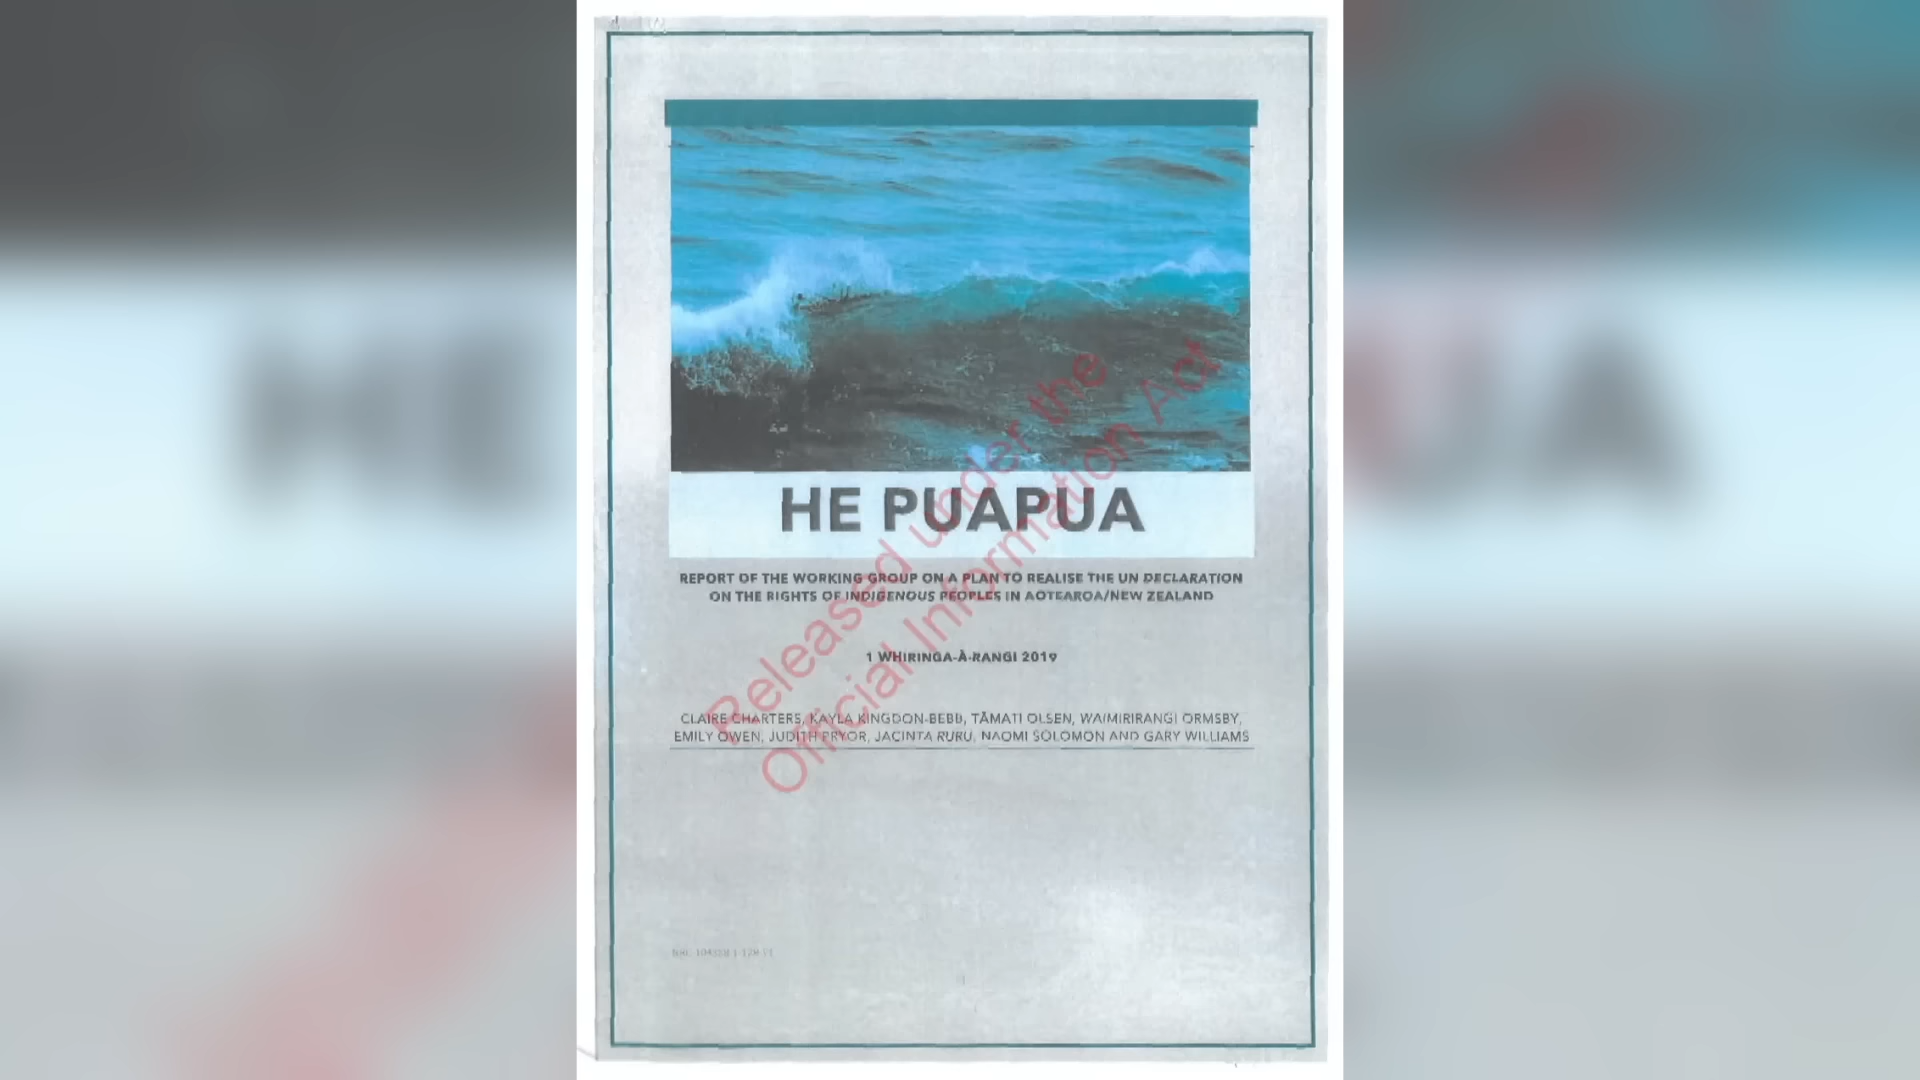 HE PUAPUA
REPORT OF THE WORKING GROUP ON A PLAN TO REALISE THE UN DECLARATION
ON THE RIGHTS OF INDIGENOUS PEOPLES IN AOTEAROA/NEW ZEALAND
1 WHIRINGA-Ā-RANGI 2019
CLAIRE CHARTERS, KAYLA KINGDON-BEBB, TĀMATI OLSEN, WAIMIRIRANGI ORMSBY,
EMILY OWEN, JUDITH PRYOR, JACINTA RURU, NAOMI SOLOMON AND GARY WILLIAMS
Released under the
Official Information Act